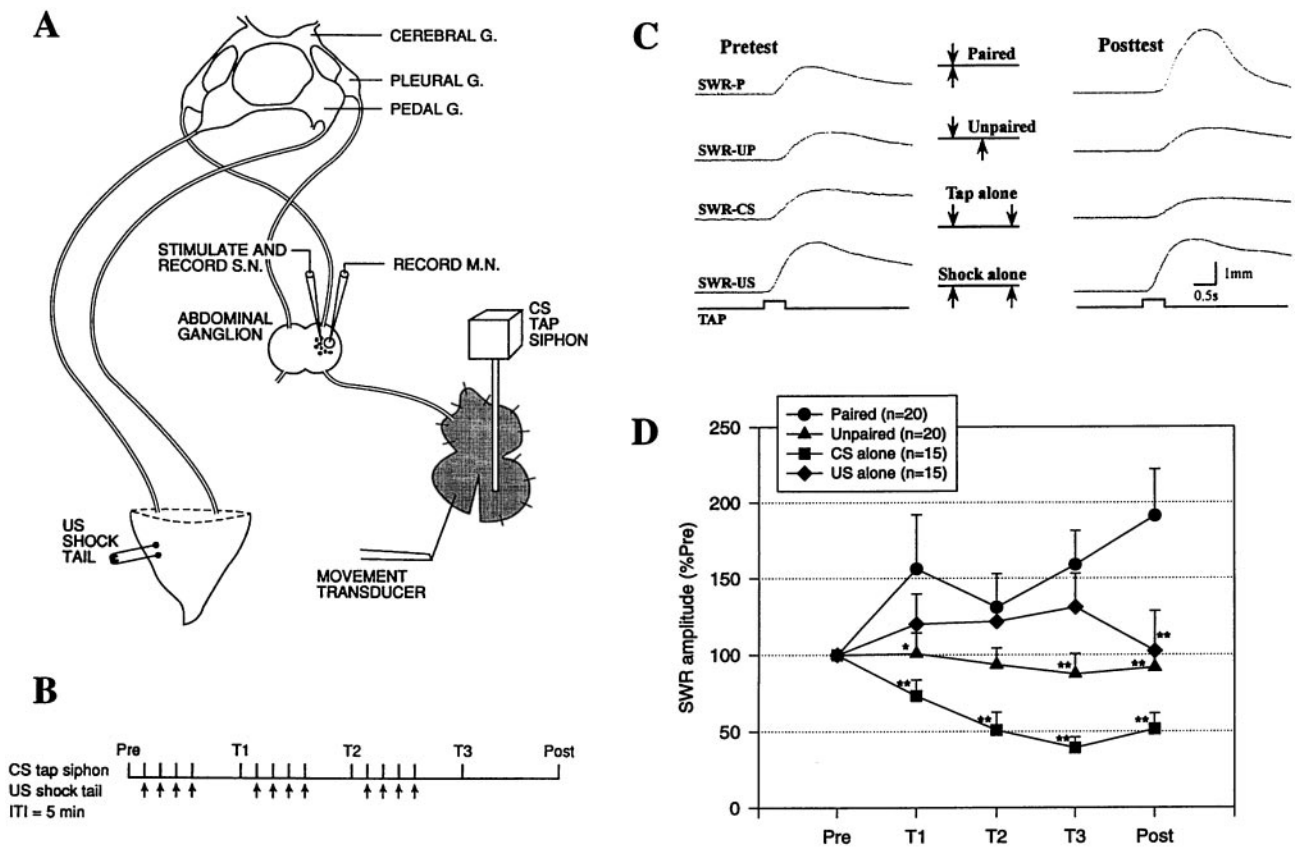 A
CEREBRAL G.
PLEURAL G.
PEDAL G.
STIMULATE AND
RECORD S.N.
RECORD M.N.
ABDOMINAL
GANGLION
CS
TAP
SIPHON
US
SHOCK
TAIL
MOVEMENT
TRANSDUCER
B
Pre T1 T2 T3 Post
CS tap siphon
US shock tail
ITI = 5 min
C
Pretest Posttest
Paired
SWR-P
Unpaired
SWR-UP
Tap alone
SWR-CS
Shock alone
SWR-US
1mm
0.5s
TAP
D
Paired (n=20)
Unpaired (n=20)
CS alone (n=15)
US alone (n=15)
SWR amplitude (%Pre)
250
200
150
100
50
0
**
*
**
**
**
**
**
**
Pre T1 T2 T3 Post